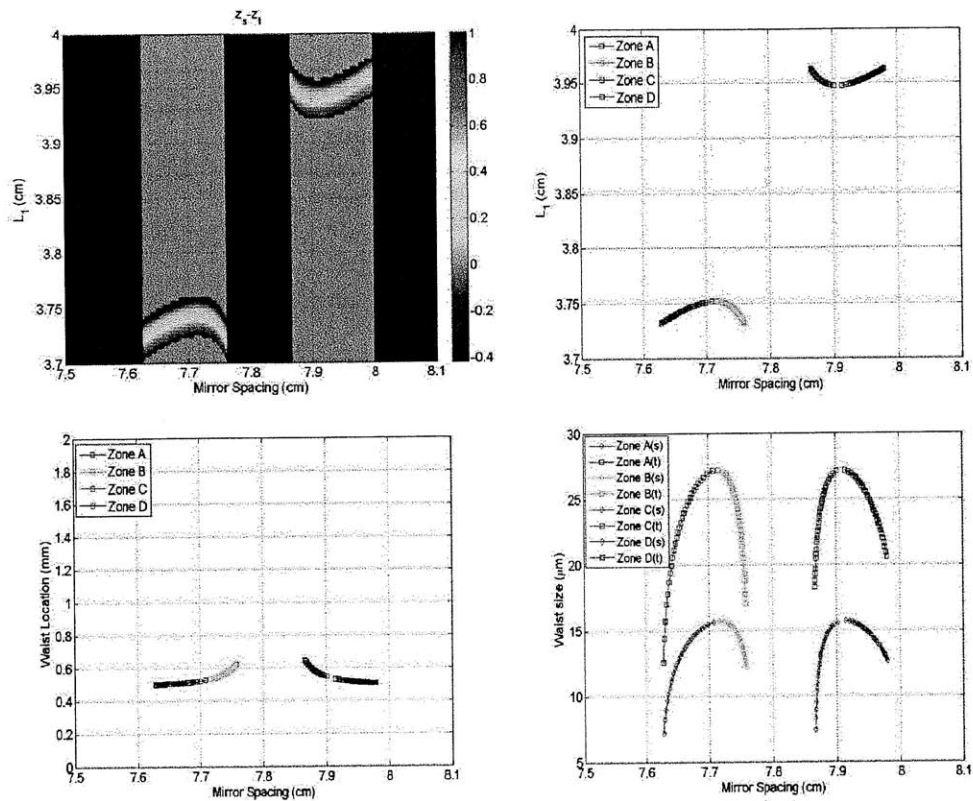 z_s-z_t
4
3.95
3.9
3.85
3.8
3.75
3.7
L_1 (cm)
7.5 7.6 7.7 7.8 7.9 8 8.1
Mirror Spacing (cm)
1
0.8
0.6
0.4
0.2
0
-0.2
-0.4
4
3.95
3.9
3.85
3.8
3.75
3.7
L_1 (cm)
Zone A
Zone B
Zone C
Zone D
7.5 7.6 7.7 7.8 7.9 8 8.1
Mirror Spacing (cm)
2
1.8
1.6
1.4
1.2
1
0.8
0.6
0.4
0.2
0
Waist Location (mm)
Zone A
Zone B
Zone C
Zone D
7.5 7.6 7.7 7.8 7.9 8 8.1
Mirror Spacing (cm)
30
25
20
15
10
5
Waist size (μm)
Zone A(s)
Zone A(t)
Zone B(s)
Zone B(t)
Zone C(s)
Zone C(t)
Zone D(s)
Zone D(t)
7.5 7.6 7.7 7.8 7.9 8 8.1
Mirror Spacing (cm)